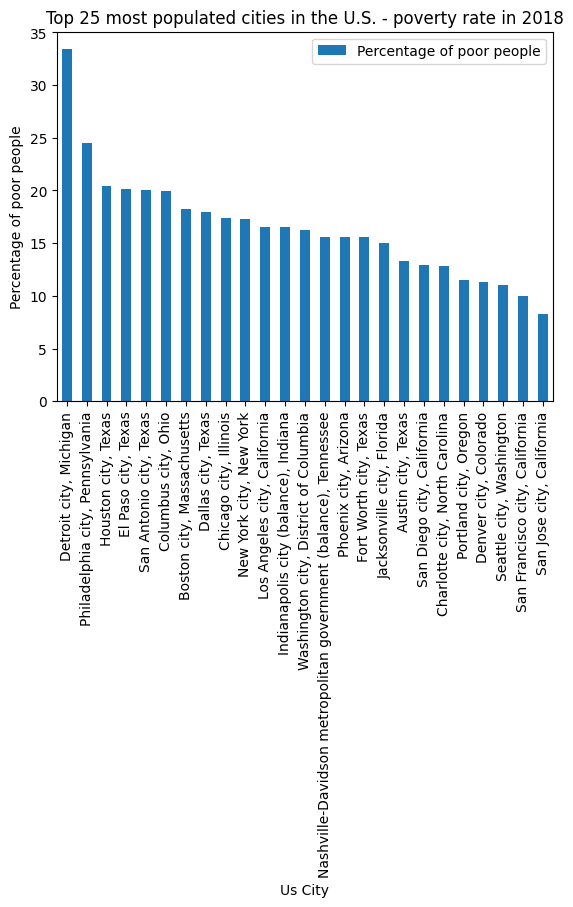 Top 25 most populated cities in the U.S. - poverty rate in 2018
Percentage of poor people
Percentage of poor people
35
30
25
20
15
10
5
0
Detroit city, Michigan
Philadelphia city, Pennsylvania
Houston city, Texas
El Paso city, Texas
San Antonio city, Texas
Columbus city, Ohio
Boston city, Massachusetts
Dallas city, Texas
Chicago city, Illinois
New York city, New York
Los Angeles city, California
Indianapolis city (balance), Indiana
Washington city, District of Columbia
Nashville-Davidson metropolitan government (balance), Tennessee
Phoenix city, Arizona
Fort Worth city, Texas
Jacksonville city, Florida
Austin city, Texas
San Diego city, California
Charlotte city, North Carolina
Portland city, Oregon
Denver city, Colorado
Seattle city, Washington
San Francisco city, California
San Jose city, California
Us City